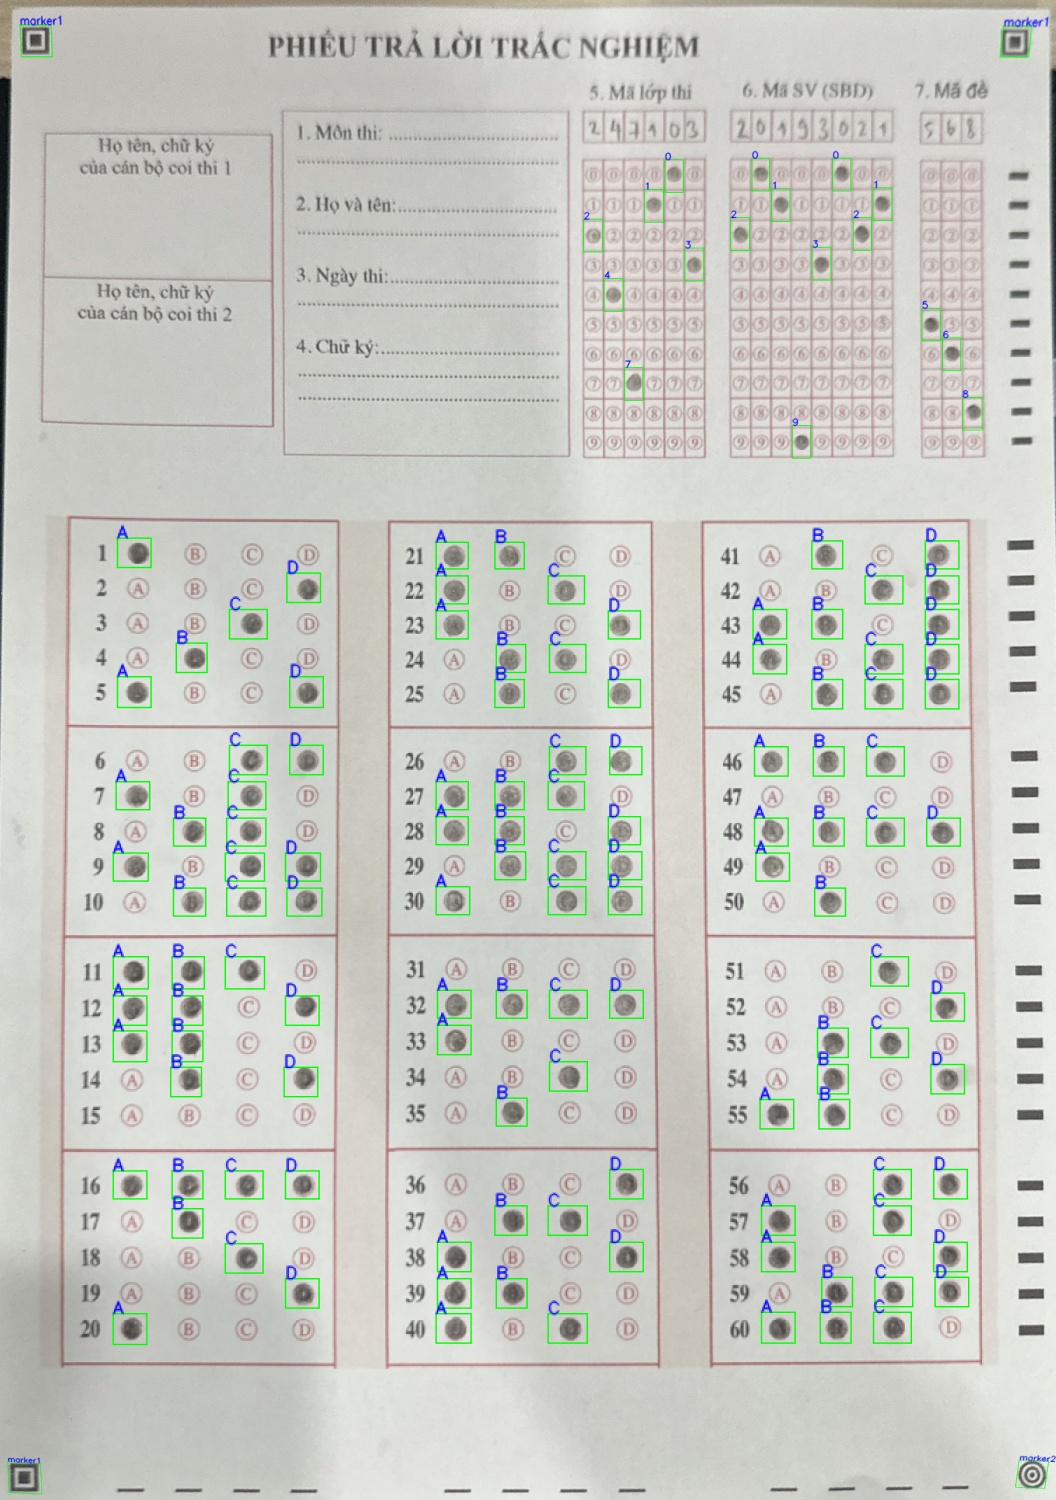 marker1
marker1
PHIẾU TRẢ LỜI TRẮC NGHIỆM
5. Mã lớp thi
6. Mã SV (SBD)
7. Mã đề
2 4 7 1 0 3
2 0 1 9 3 0 2 1
5 6 8
Họ tên, chữ ký
của cán bộ coi thi 1
Họ tên, chữ ký
của cán bộ coi thi 2
1. Môn thi: ...............................
2. Họ và tên:...............................
3. Ngày thi:...............................
4. Chữ ký:...............................
1 A B C D
2 A B C D
3 A B C
4 A B C D
5 A B C D
6 A B C D
7 A B C D
8 A B C D
9 A B C D
10 A B C D
11 A B C D
12 A B C D
13 A B C D
14 A B C D
15 A B C D
16 A B C D
17 A B C D
18 A B C D
19 A B C D
20 A B C D
21 A B C D
22 A B C D
23 A B C D
24 A B C D
25 A B C D
26 A B C D
27 A B C D
28 A B C D
29 A B C D
30 A B C D
31 A B C D
32 A B C D
33 A B C D
34 A B C D
35 A B C D
36 A B C D
37 A B C D
38 A B C D
39 A B C D
40 A B C D
41 A B C D
42 A B C D
43 A B C D
44 A B C D
45 A B C D
46 A B C D
47 A B C D
48 A B C D
49 A B C D
50 A B C D
51 A B C D
52 A B C D
53 A B C D
54 A B C D
55 A B C D
56 A B C D
57 A B C D
58 A B C D
59 A B C D
60 A B C D
marker1
marker2